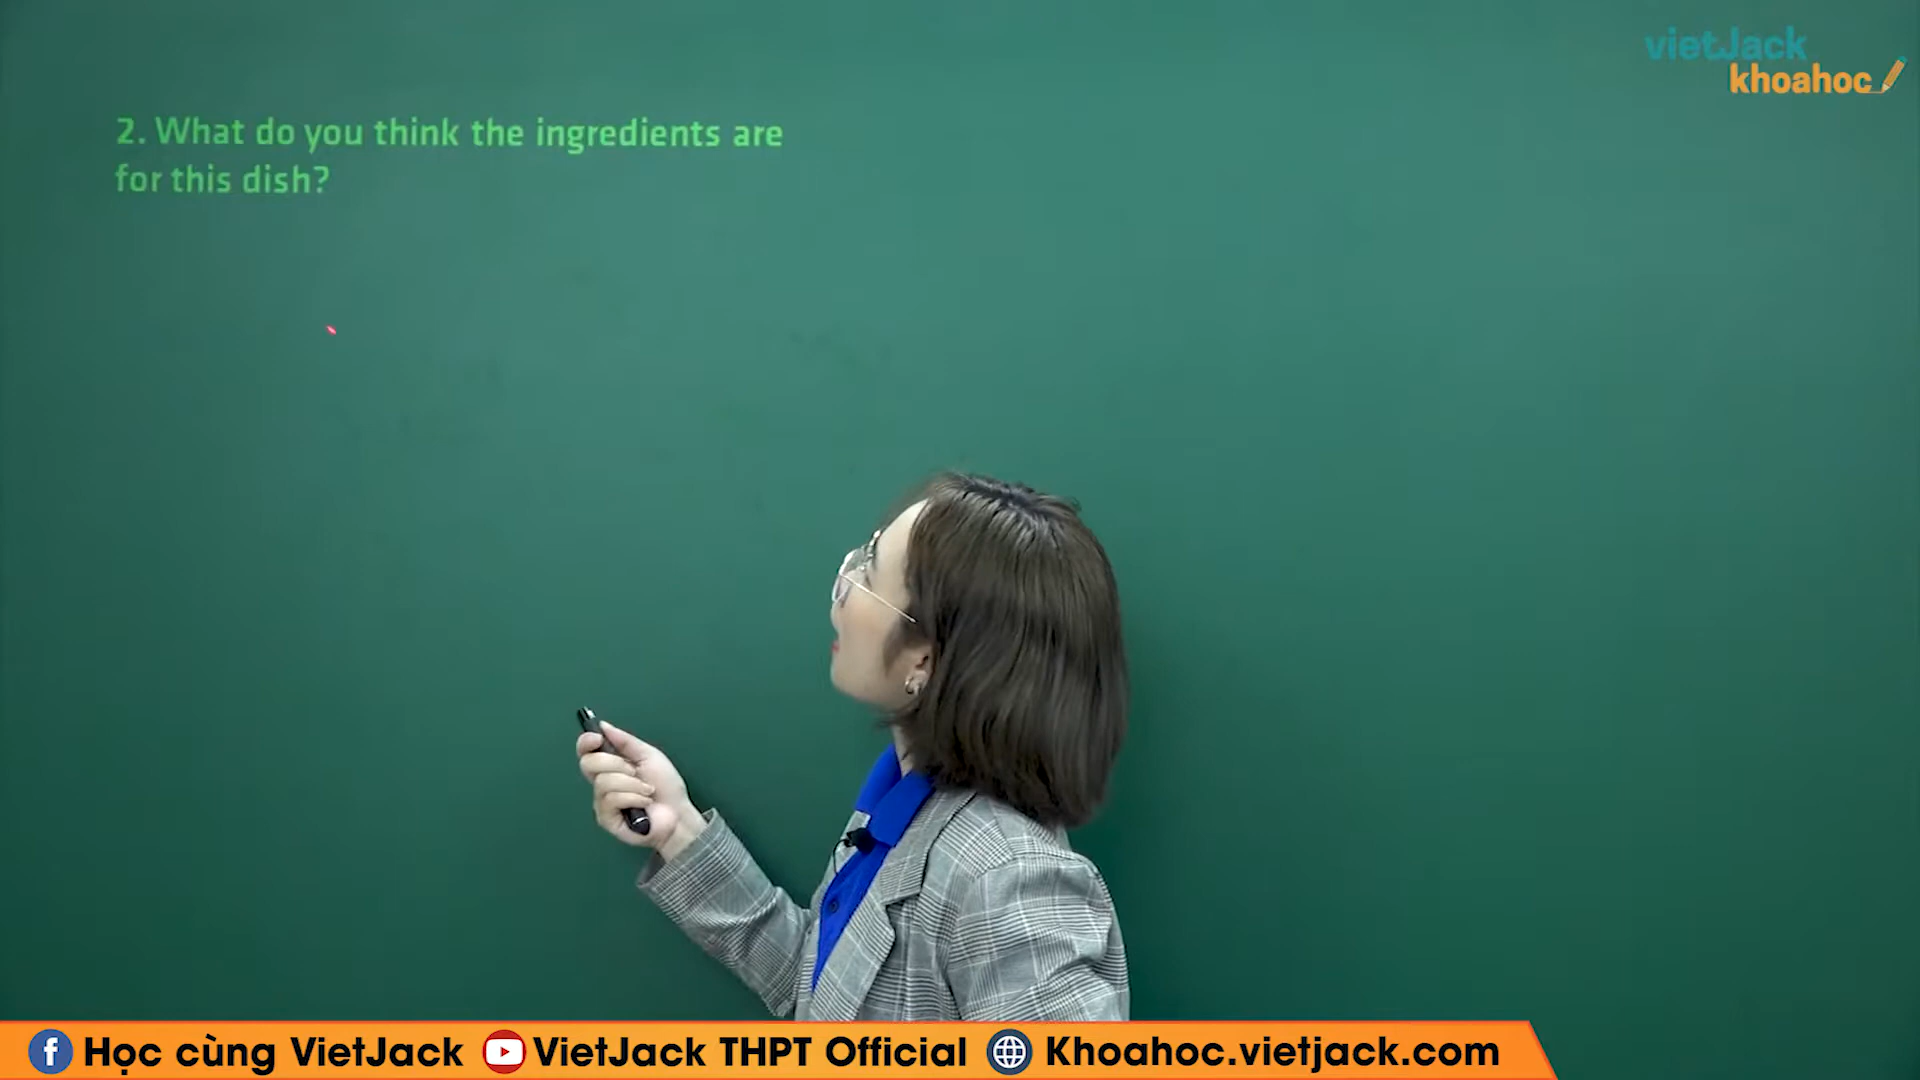 vietJack
khoahoc
2. What do you think the ingredients are
for this dish?
Học cùng VietJack VietJack THPT Official Khoahoc.vietjack.com